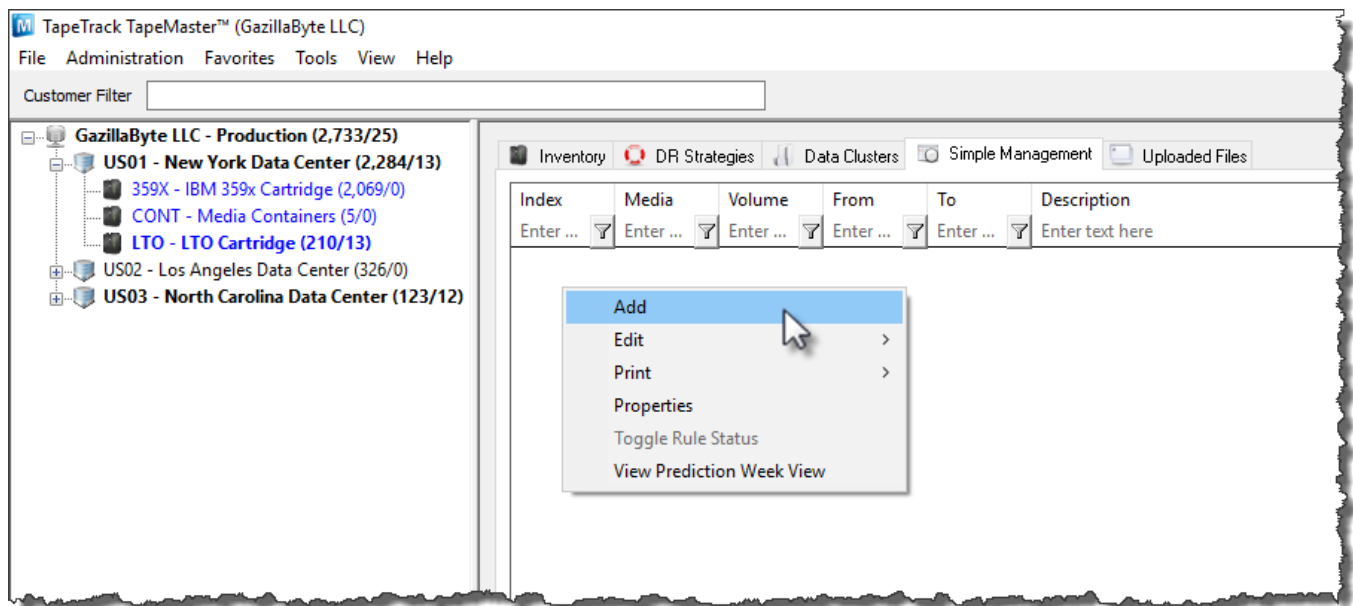 TapeTrack TapeMaster™ (GazillaByte LLC)
File Administration Favorites Tools View Help
Customer Filter
GazillaByte LLC - Production (2,733/25)
US01 - New York Data Center (2,284/13)
359X - IBM 359x Cartridge (2,069/0)
CONT - Media Containers (5/0)
LTO - LTO Cartridge (210/13)
US02 - Los Angeles Data Center (326/0)
US03 - North Carolina Data Center (123/12)
Inventory DR Strategies Data Clusters Simple Management Uploaded Files
Index Media Volume From To Description
Enter ... Enter ... Enter ... Enter ... Enter ... Enter text here
Add
Edit
Print
Properties
Toggle Rule Status
View Prediction Week View